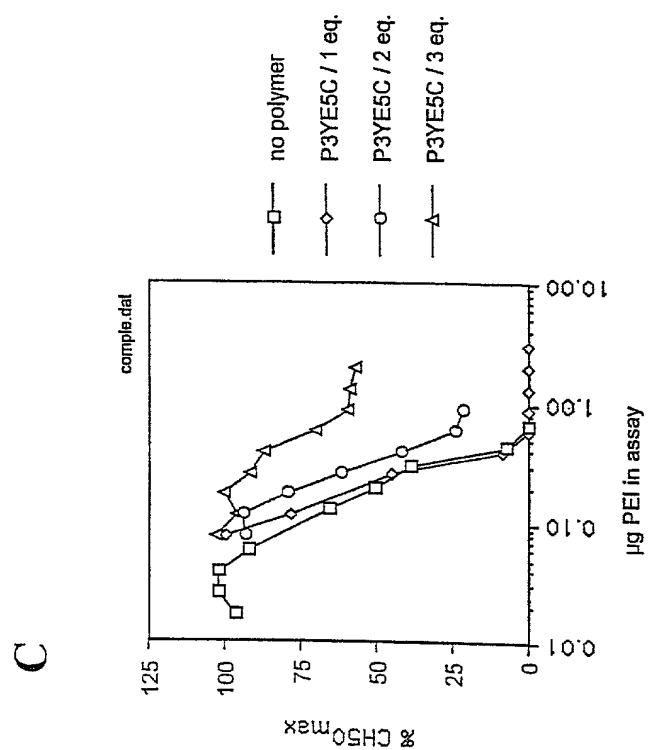 C
comple.dat
125
100
75
50
25
0
% CH50max
0.01
0.10
1.00
10.00
µg PEI in assay
no polymer
P3YE5C / 1 eq.
P3YE5C / 2 eq.
P3YE5C / 3 eq.